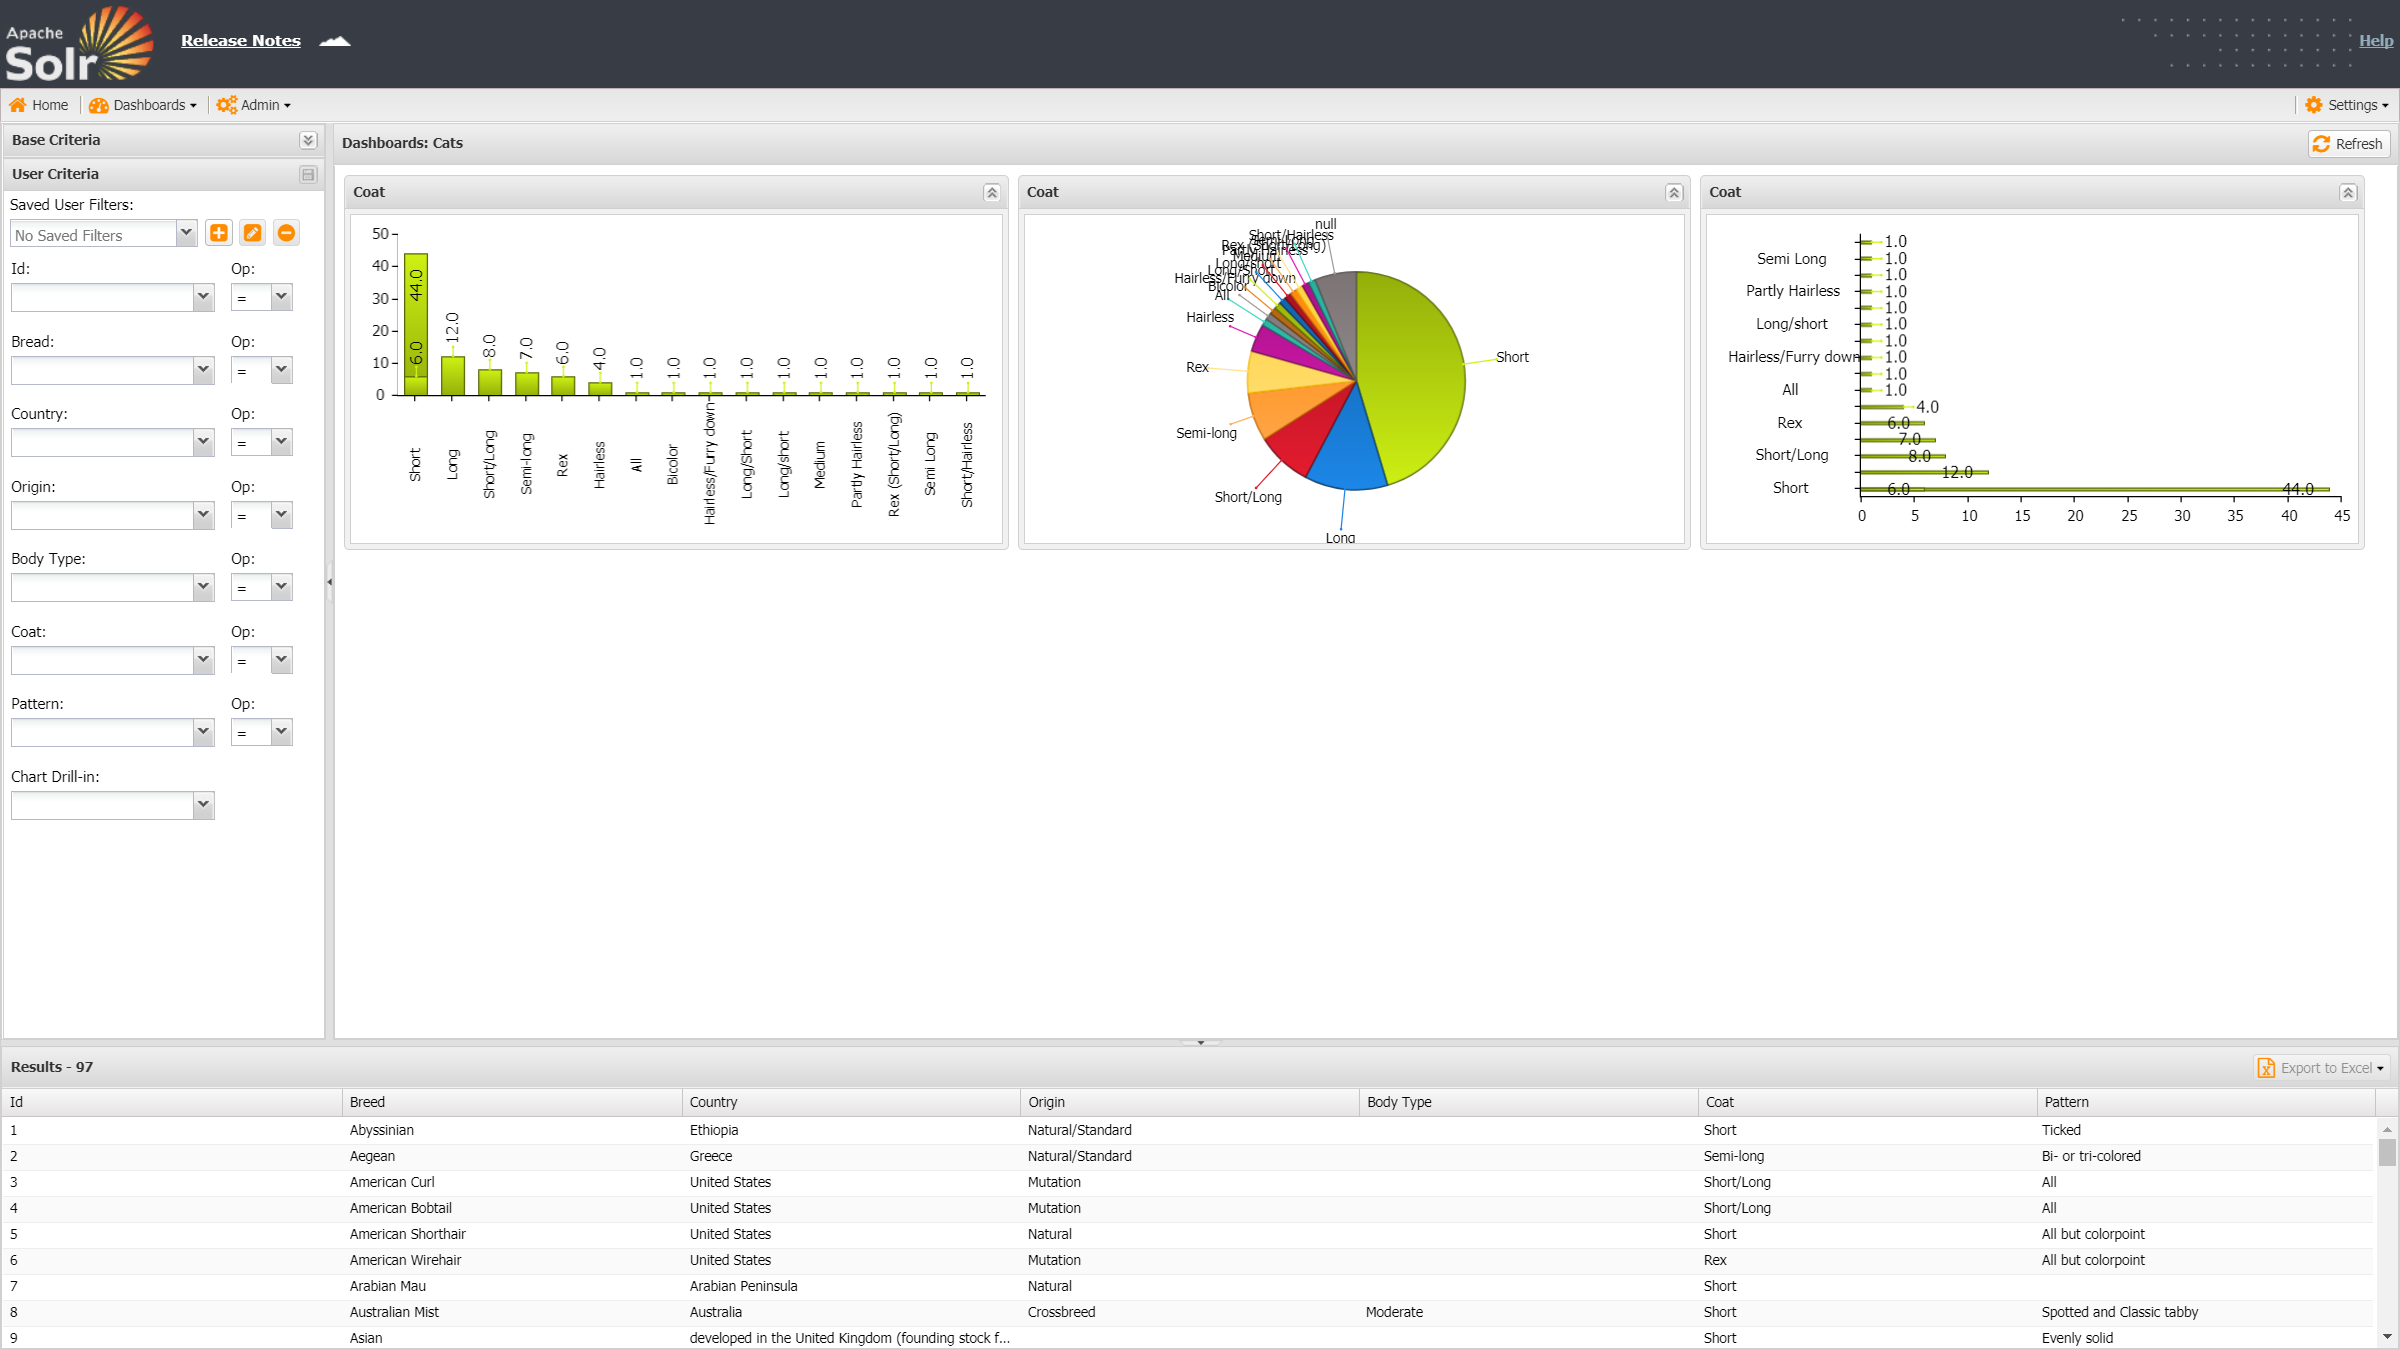 Apache
Solr
Release Notes
Help
Home
Dashboards
Admin
Settings
Base Criteria
User Criteria
Saved User Filters:
No Saved Filters
Id:
Op:
=
Bread:
Op:
=
Country:
Op:
=
Origin:
Op:
=
Body Type:
Op:
=
Coat:
Op:
=
Pattern:
Op:
=
Chart Drill-in:
Dashboards: Cats
Refresh
Coat
50
40
30
20
10
0
44.0
6.0
12.0
8.0
7.0
6.0
4.0
1.0
1.0
1.0
1.0
1.0
1.0
1.0
1.0
1.0
1.0
Short
Long
Short/Long
Semi-long
Rex
Hairless
All
Bicolor
Hairless/Furry down
Long/Short
Long/short
Medium
Partly Hairless
Rex (Short/Long)
Semi Long
Short/Hairless
Coat
null
Short/Hairless
Semi Long
Rex (Short/Long)
Partly Hairless
Medium
Long/short
Long/Short
Hairless/Furry down
Bicolor
All
Hairless
Rex
Semi-long
Short/Long
Long
Short
Coat
1.0
Semi Long
1.0
1.0
Partly Hairless
1.0
1.0
Long/short
1.0
1.0
Hairless/Furry down
1.0
1.0
All
1.0
4.0
Rex
6.0
7.0
Short/Long
8.0
12.0
Short
6.0
44.0
0 5 10 15 20 25 30 35 40 45
Results - 97
Export to Excel
Id Breed Country Origin Body Type Coat Pattern
1 Abyssinian Ethiopia Natural/Standard Short Ticked
2 Aegean Greece Natural/Standard Semi-long Bi- or tri-colored
3 American Curl United States Mutation Short/Long All
4 American Bobtail United States Mutation Short/Long All
5 American Shorthair United States Natural Short All but colorpoint
6 American Wirehair United States Mutation Rex All but colorpoint
7 Arabian Mau Arabian Peninsula Natural Short
8 Australian Mist Australia Crossbreed Moderate Short Spotted and Classic tabby
9 Asian developed in the United Kingdom (founding stock f... Short Evenly solid